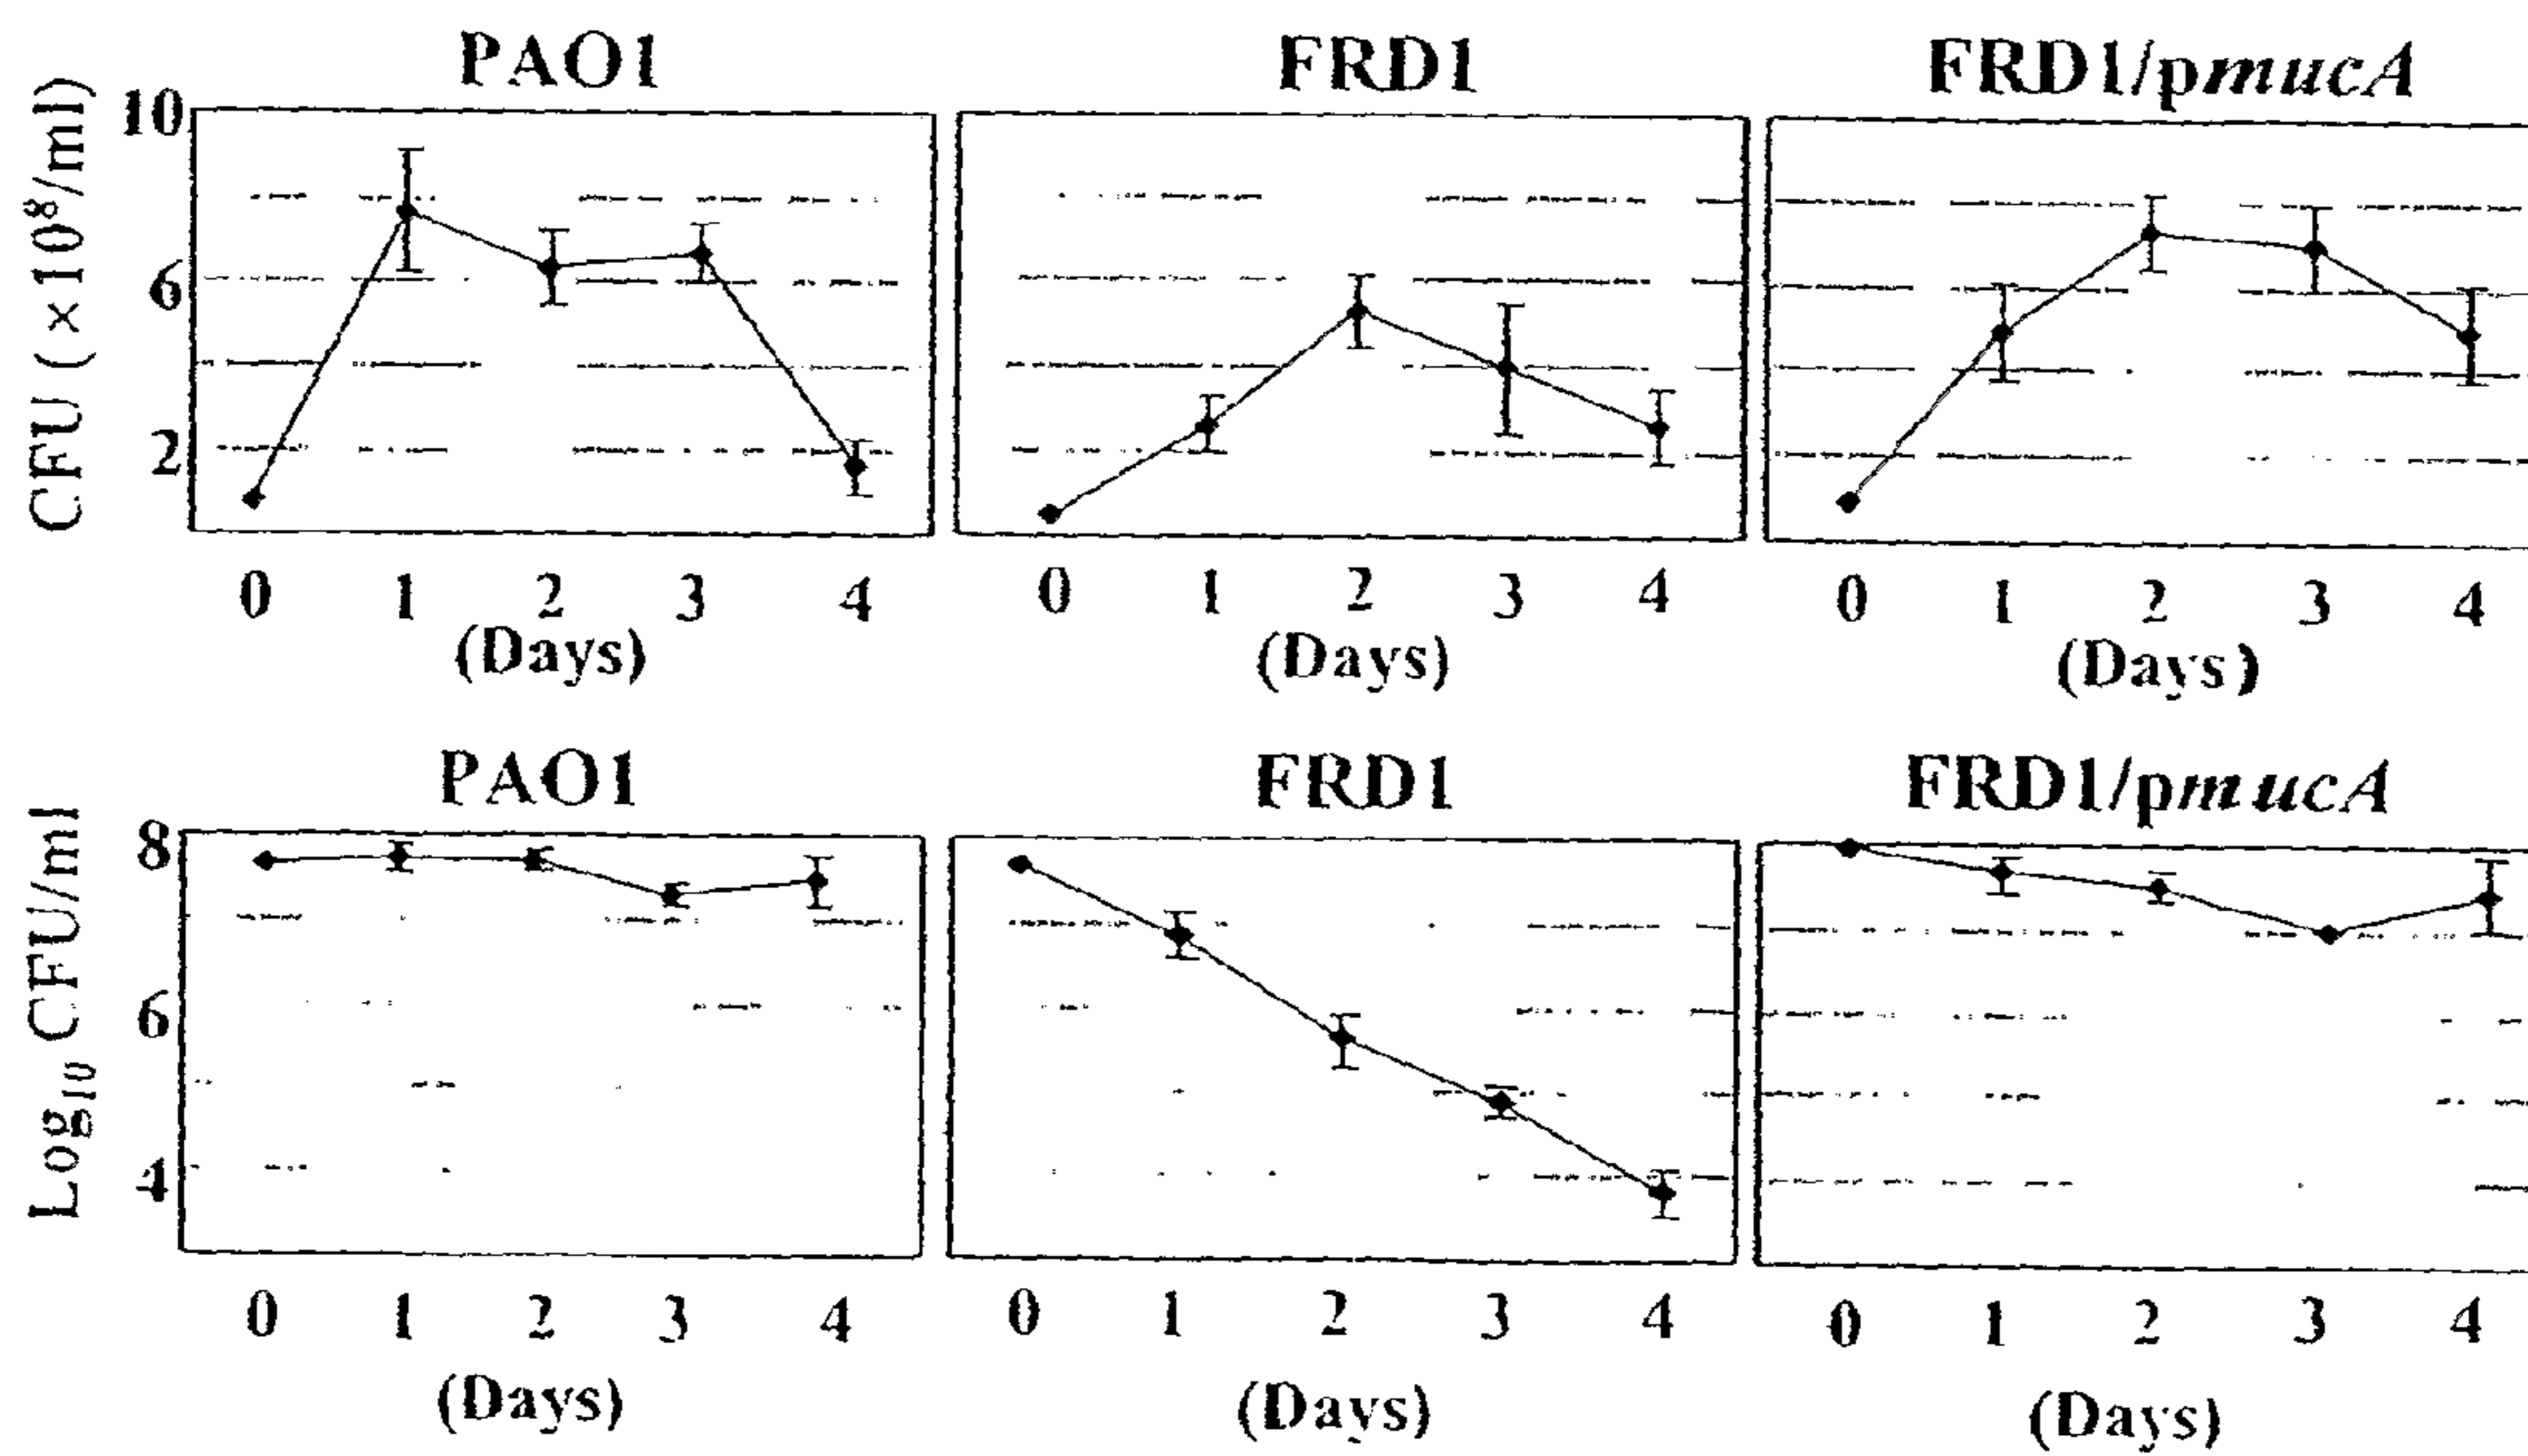 PAO1 FRD1 FRD1/pmucA
CFU (×10⁸/ml)
10
6
2
0 1 2 3 4 0 1 2 3 4 0 1 2 3 4
(Days) (Days) (Days)
PAO1 FRD1 FRD1/pmucA
Log₁₀ CFU/ml
8
6
4
0 1 2 3 4 0 1 2 3 4 0 1 2 3 4
(Days) (Days) (Days)